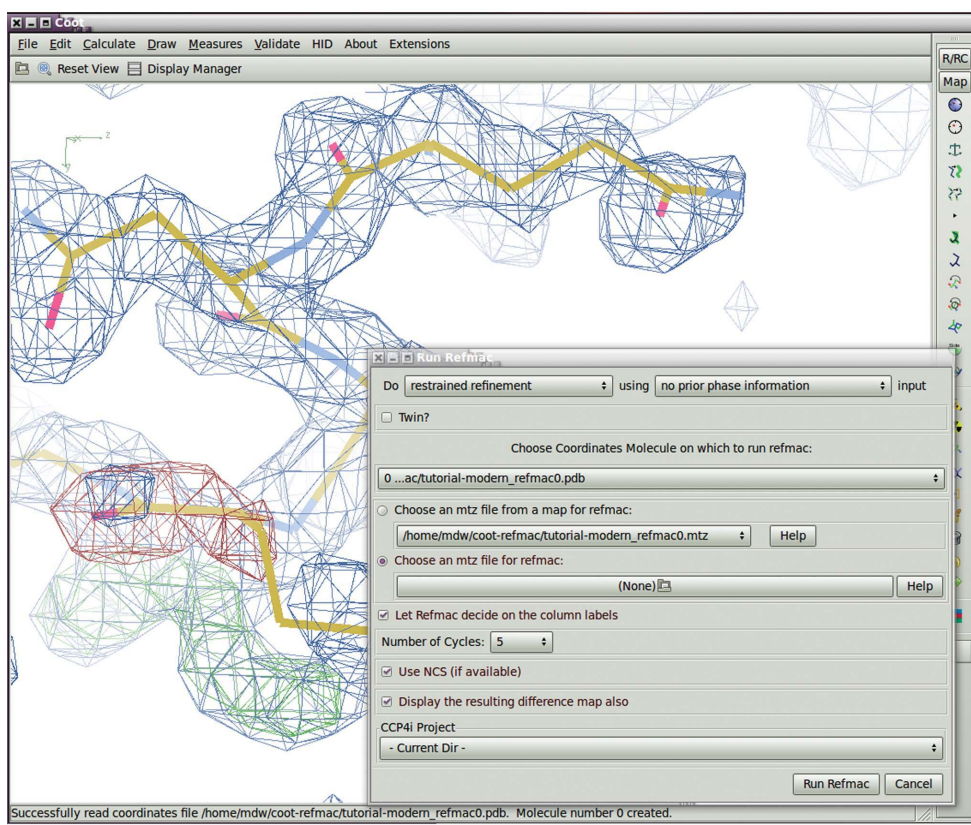 Coot
File Edit Calculate Draw Measures Validate HID About Extensions
Reset View Display Manager
R/RC
Map
z
Run Refmac
Do restrained refinement using no prior phase information input
Twin?
Choose Coordinates Molecule on which to run refmac:
0 ...ac/tutorial-modern_refmac0.pdb
Choose an mtz file from a map for refmac:
/home/mdw/coot-refmac/tutorial-modern_refmac0.mtz Help
Choose an mtz file for refmac:
(None) Help
Let Refmac decide on the column labels
Number of Cycles: 5
Use NCS (if available)
Display the resulting difference map also
CCP4i Project
- Current Dir -
Run Refmac Cancel
Successfully read coordinates file /home/mdw/coot-refmac/tutorial-modern_refmac0.pdb. Molecule number 0 created.